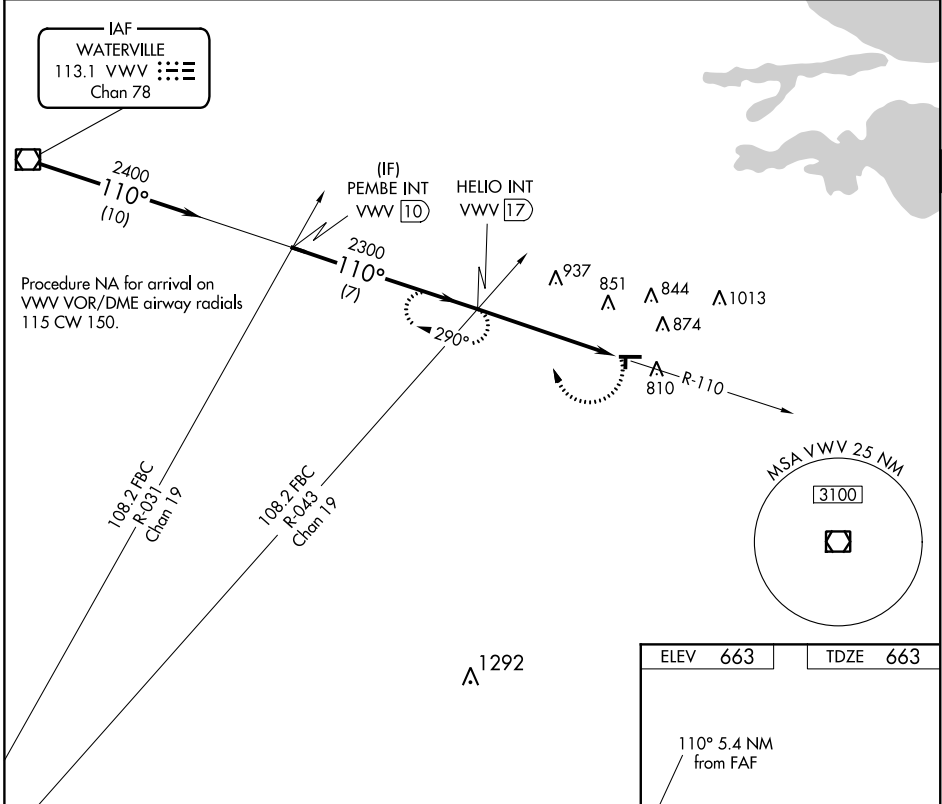 IAF
WATERVILLE
113.1 VWV
Chan 78
2400
110°
(10)
(IF)
PEMBE INT
VWV 10
HELIO INT
VWV 17
2300
110°
(7)
290°
Procedure NA for arrival on
VWV VOR/DME airway radials
115 CW 150.
937
851
844
1013
874
810
R-110
108.2 FBC
R-031
Chan 19
108.2 FBC
R-043
Chan 19
MSA VWV 25 NM
3100
1292
ELEV 663
TDZE 663
110° 5.4 NM
from FAF